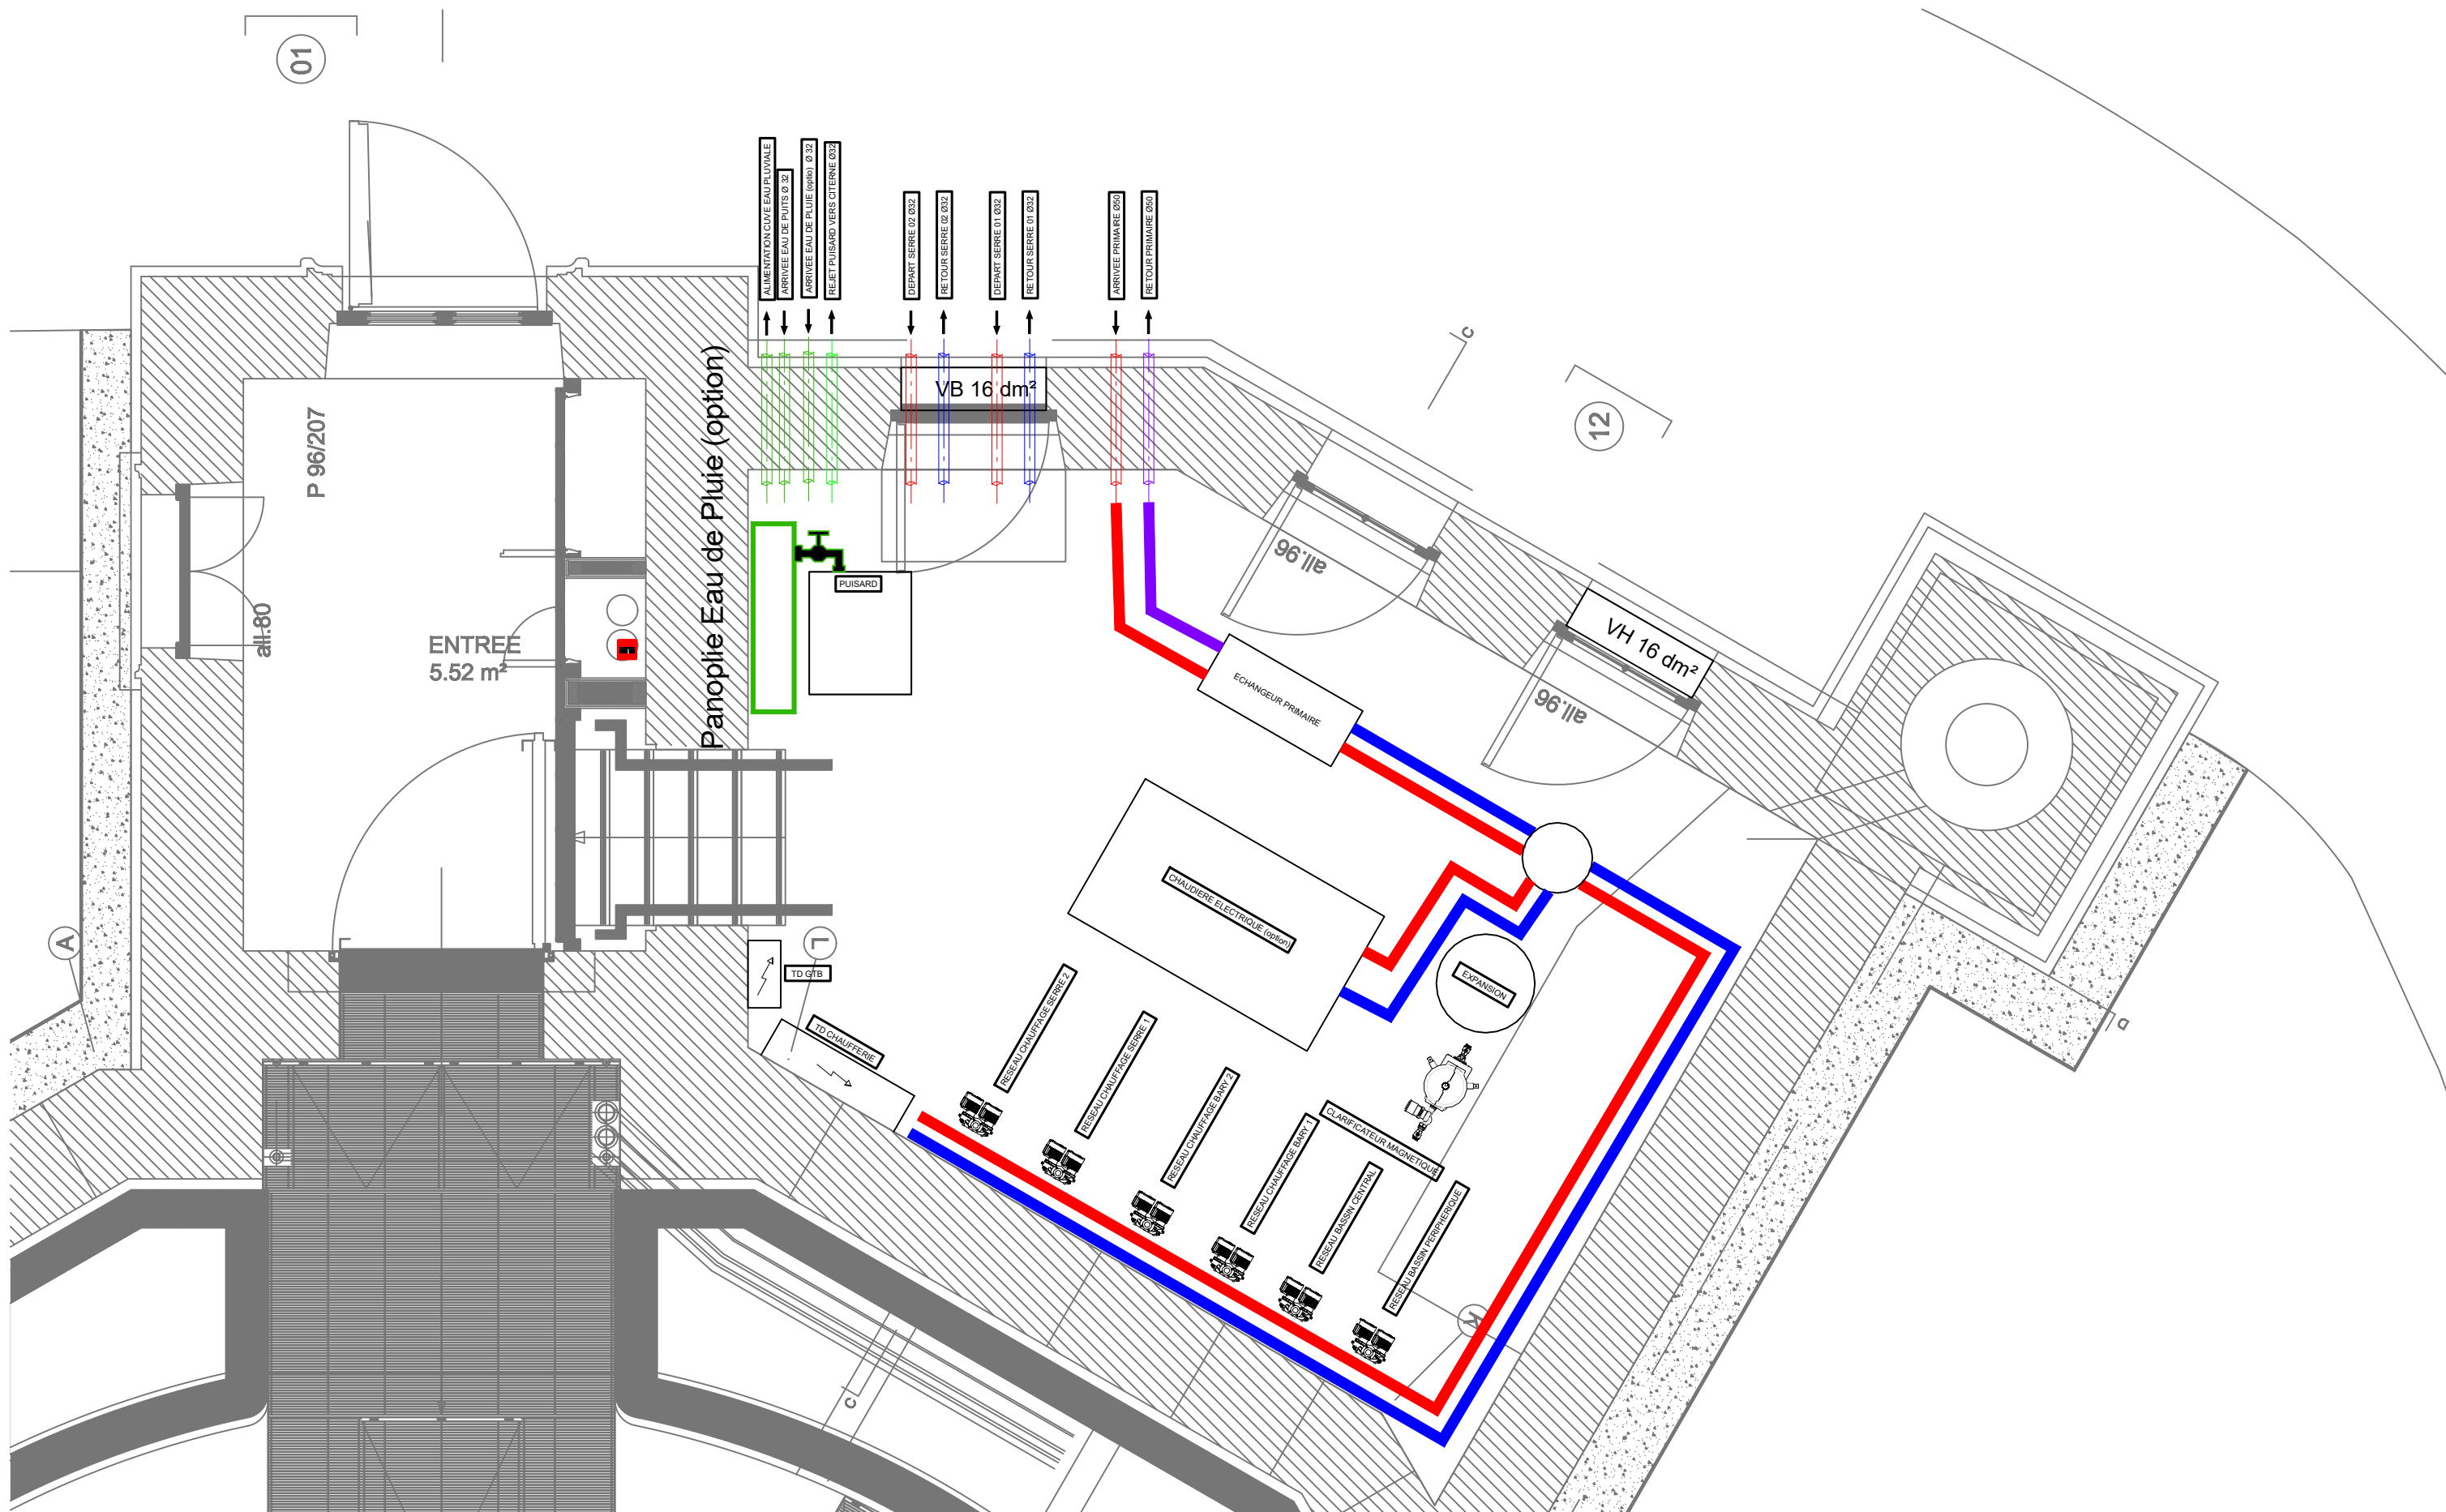 01
ALIMENTATION CUVE EAU PLUVIALE
ARRIVEE EAU DE PUITS Ø 32
ARRIVEE EAU DE PLUIE (optio) Ø 32
REJET PUISARD VERS CITERNE Ø32
DEPART SERRE 02 Ø32
RETOUR SERRE 02 Ø32
DEPART SERRE 01 Ø32
RETOUR SERRE 01 Ø32
ARRIVEE PRIMAIRE Ø50
RETOUR PRIMAIRE Ø50
C
12
VB 16 dm²
P 96/207
Panoplie Eau de Pluie (option)
all.96
PUISARD
all.80
ENTREE
5.52 m²
VH 16 dm²
all.96
ECHANGEUR PRIMAIRE
CHAUDIERE ELECTRIQUE (option)
A
L
TD GTB
EXPANSION
TD CHAUFFERIE
D
RESEAU CHAUFFAGE SERRE 2
RESEAU CHAUFFAGE SERRE 1
RESEAU CHAUFFAGE BARY 2
RESEAU CHAUFFAGE BARY 1
CLARIFICATEUR MAGNETIQUE
RESEAU BASSIN CENTRAL
RESEAU BASSIN PERIPHERIQUE
K
C